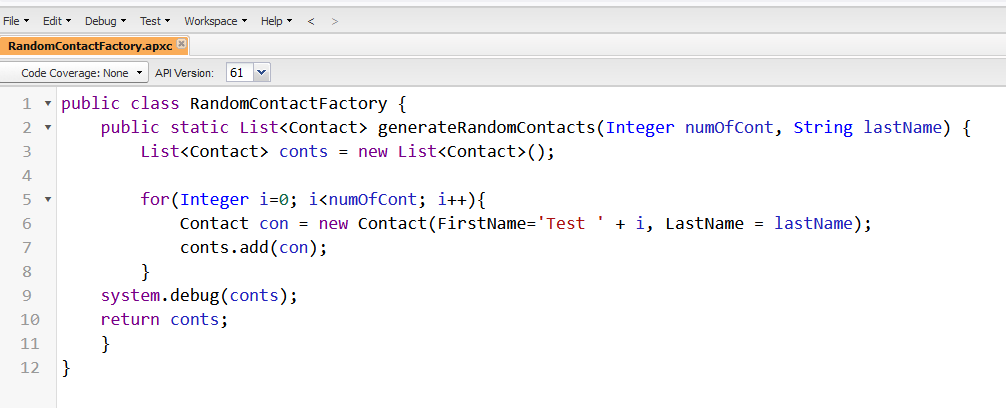 File Edit Debug Test Workspace Help < >
RandomContactFactory.apxc
Code Coverage: None API Version: 61
1 public class RandomContactFactory {
2 public static List<Contact> generateRandomContacts(Integer numOfCont, String lastName) {
3 List<Contact> conts = new List<Contact>();
4
5 for(Integer i=0; i<numOfCont; i++){
6 Contact con = new Contact(FirstName='Test ' + i, LastName = lastName);
7 conts.add(con);
8 }
9 system.debug(conts);
10 return conts;
11 }
12 }